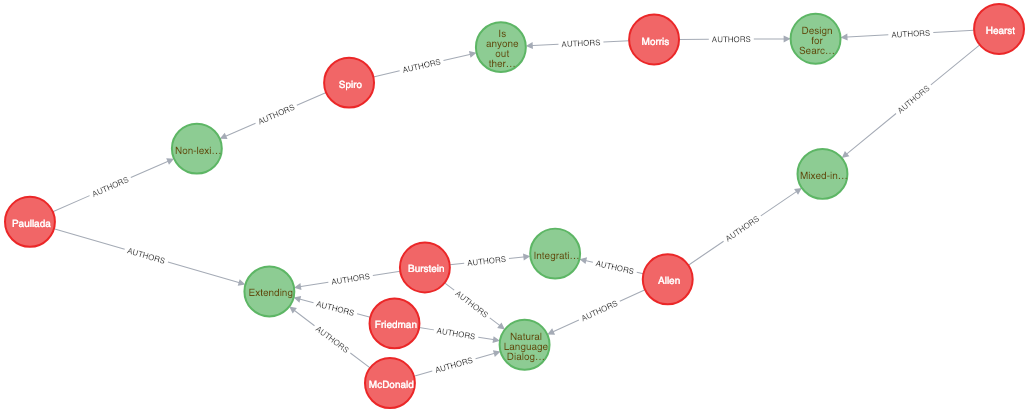 Hearst
Is
anyone
out
ther…
AUTHORS
Morris
AUTHORS
Design
for
Searc…
AUTHORS
AUTHORS
Spiro
AUTHORS
AUTHORS
Non-lexi…
Mixed-in…
AUTHORS
Paullada
AUTHORS
AUTHORS
Burstein
AUTHORS
Integrati…
AUTHORS
Allen
AUTHORS
Extending
AUTHORS
AUTHORS
Friedman
AUTHORS
AUTHORS
Natural
Language
Dialog…
AUTHORS
McDonald
AUTHORS
AUTHORS